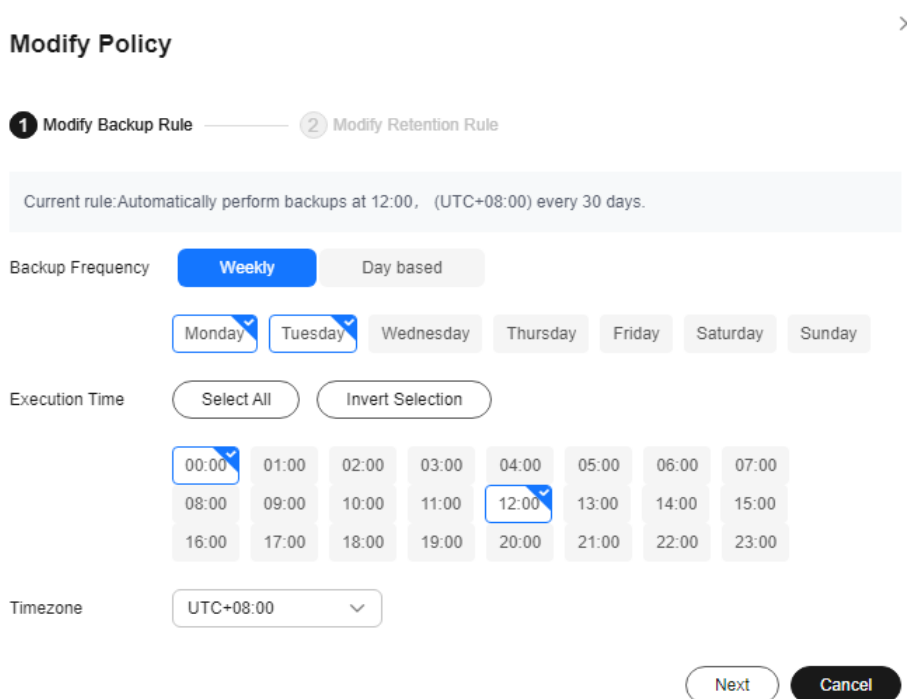 Modify Policy
1 Modify Backup Rule 2 Modify Retention Rule
Current rule:Automatically perform backups at 12:00, (UTC+08:00) every 30 days.
Backup Frequency Weekly Day based
Monday Tuesday Wednesday Thursday Friday Saturday Sunday
Execution Time Select All Invert Selection
00:00 01:00 02:00 03:00 04:00 05:00 06:00 07:00
08:00 09:00 10:00 11:00 12:00 13:00 14:00 15:00
16:00 17:00 18:00 19:00 20:00 21:00 22:00 23:00
Timezone UTC+08:00
Next Cancel